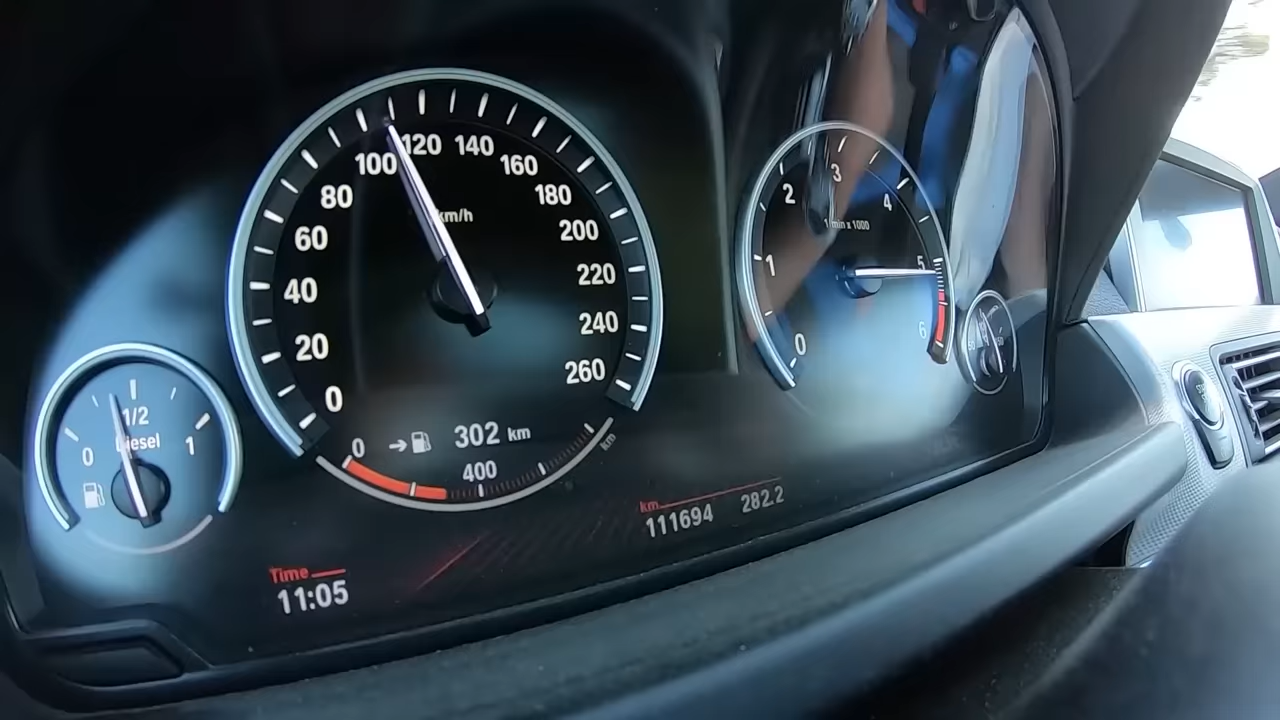 120 140
100 160
80 180
km/h
60 200
40 220
20 240
0 260
0 302 km
400
km
1/2
Diesel
0 1
3
2 4
1/min x 1000
1 5
0 6
km
111694 282.2
Time
11:05